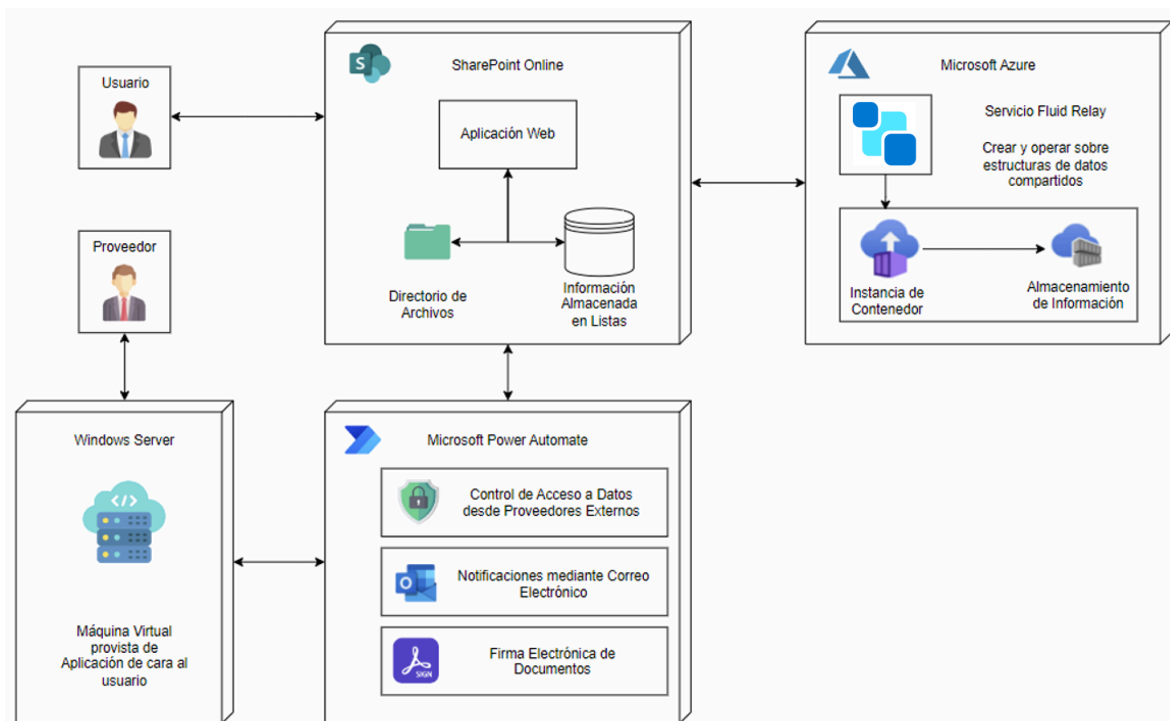 Usuario
Proveedor
SharePoint Online
Aplicación Web
Directorio de
Archivos
Información
Almacenada
en Listas
Microsoft Azure
Servicio Fluid Relay
Crear y operar sobre
estructuras de datos
compartidos
Instancia de
Contenedor
Almacenamiento
de Información
Windows Server
Máquina Virtual
provista de
Aplicación de cara al
usuario
Microsoft Power Automate
Control de Acceso a Datos
desde Proveedores Externos
Notificaciones mediante Correo
Electrónico
Firma Electrónica de
Documentos
S
A
</>
O
SIGN